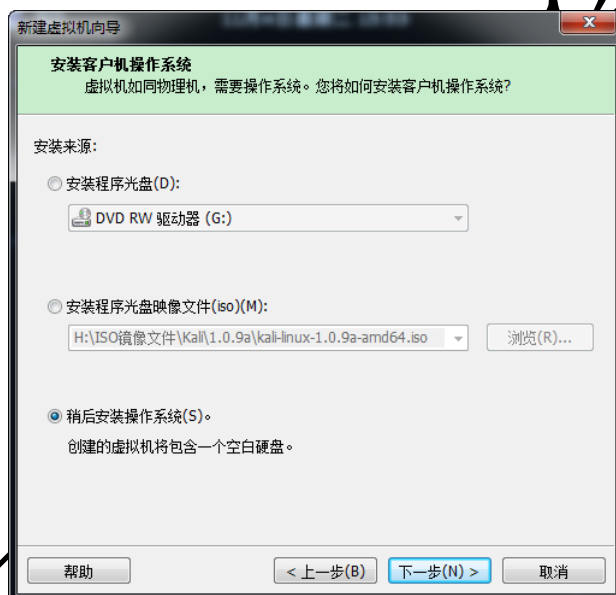 新建虚拟机向导
安装客户机操作系统
虚拟机如同物理机，需要操作系统。您将如何安装客户机操作系统?
安装来源:
安装程序光盘(D):
DVD RW 驱动器 (G:)
安装程序光盘映像文件(iso)(M):
H:\ISO镜像文件\Kali\1.0.9a\kali-linux-1.0.9a-amd64.iso
浏览(R)...
稍后安装操作系统(S)。
创建的虚拟机将包含一个空白硬盘。
帮助
< 上一步(B)
下一步(N) >
取消